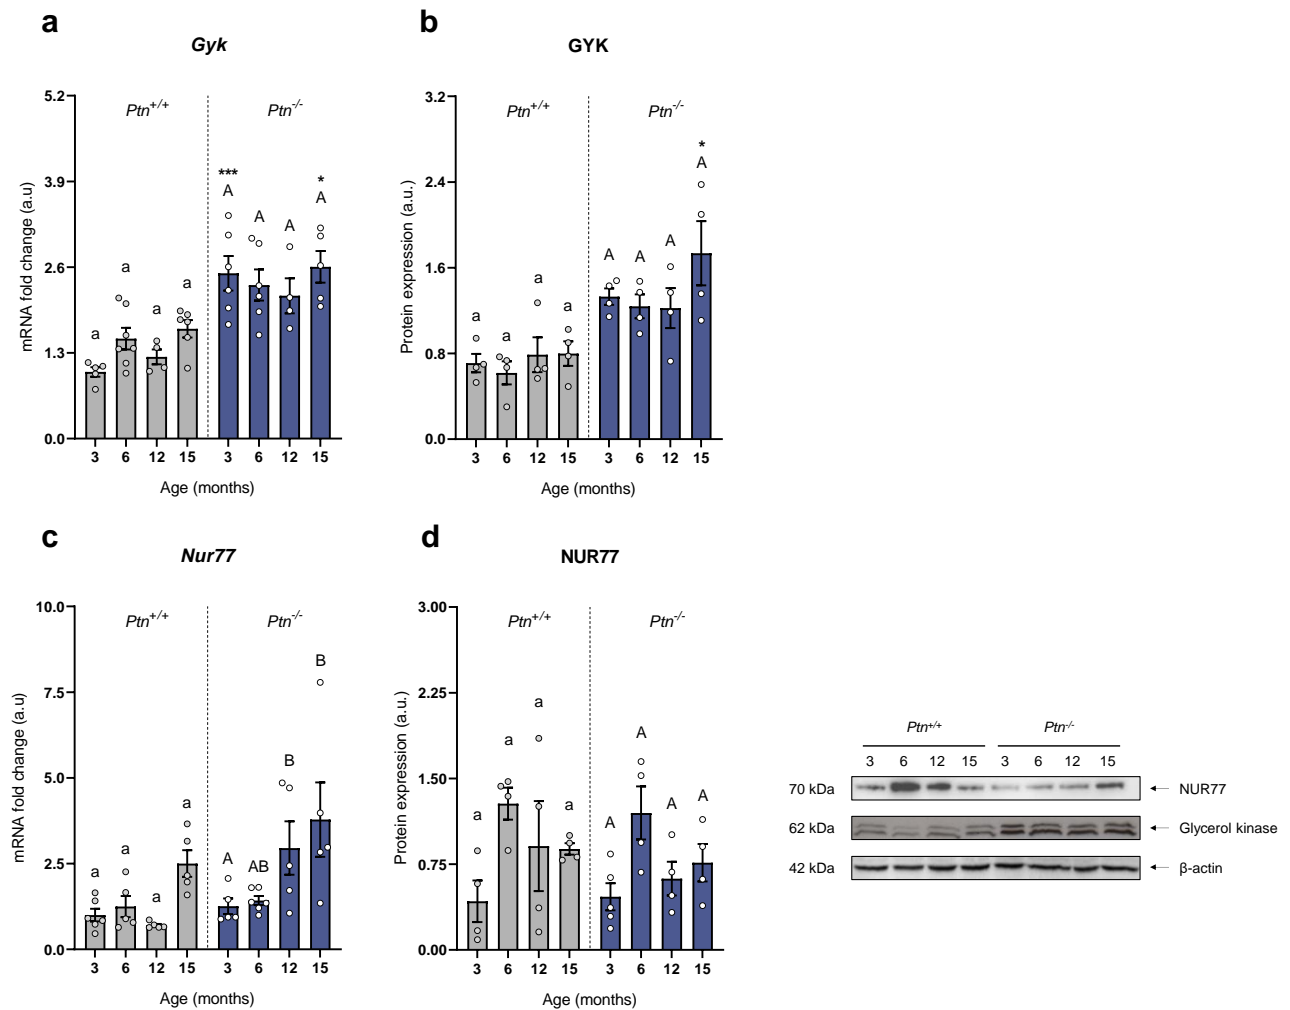 a
Gyk
mRNA fold change (a.u)
5.2
3.9
2.6
1.3
0.0
Ptn+/+
Ptn-/-
a
a
a
a
***
A
A
A
*
A
3 6 12 15 3 6 12 15
Age (months)
b
GYK
Protein expression (a.u.)
3.2
2.4
1.6
0.8
0.0
Ptn+/+
Ptn-/-
a
a
a
a
A
A
A
*
A
3 6 12 15 3 6 12 15
Age (months)
c
Nur77
mRNA fold change (a.u)
10.0
7.5
5.0
2.5
0.0
Ptn+/+
Ptn-/-
a
a
a
a
A
AB
B
B
3 6 12 15 3 6 12 15
Age (months)
d
NUR77
Protein expression (a.u.)
3.00
2.25
1.50
0.75
0.00
Ptn+/+
Ptn-/-
a
a
a
a
A
A
A
A
3 6 12 15 3 6 12 15
Age (months)
Ptn+/+ Ptn-/-
3 6 12 15 3 6 12 15
70 kDa NUR77
62 kDa Glycerol kinase
42 kDa β-actin